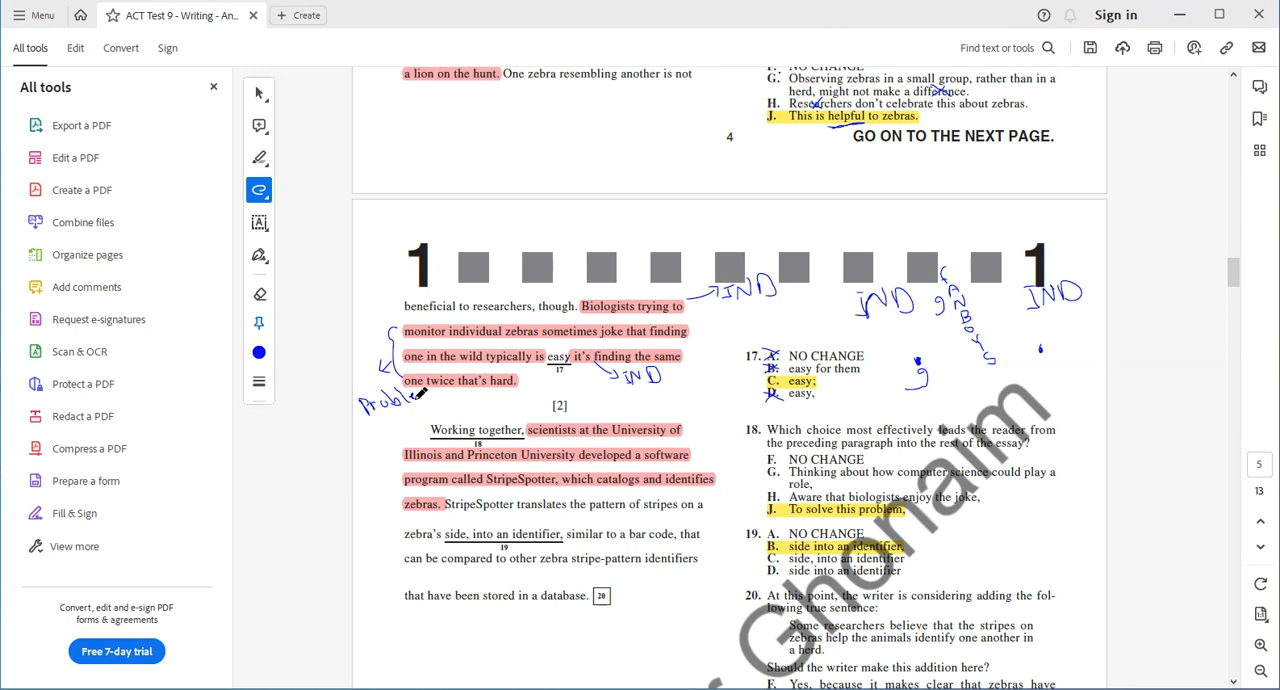 Menu
ACT Test 9 - Writing - An...
Create
Sign in
All tools
Edit
Convert
Sign
Find text or tools
All tools
Export a PDF
Edit a PDF
Create a PDF
Combine files
Organize pages
Add comments
Request e-signatures
Scan & OCR
Protect a PDF
Redact a PDF
Compress a PDF
Prepare a form
Fill & Sign
View more
Convert, edit and e-sign PDF
forms & agreements
Free 7-day trial
a lion on the hunt. One zebra resembling another is not
F. NO CHANGE
G. Observing zebras in a small group, rather than in a
herd, might not make a difference.
H. Researchers don't celebrate this about zebras.
J. This is helpful to zebras.
4
GO ON TO THE NEXT PAGE.
1
1
beneficial to researchers, though. Biologists trying to
monitor individual zebras sometimes joke that finding
one in the wild typically is easy it's finding the same
17
one twice that's hard.
IND
IND
IND
IND
FANBOYS
Proble
[2]
Working together, scientists at the University of
18
Illinois and Princeton University developed a software
program called StripeSpotter, which catalogs and identifies
zebras. StripeSpotter translates the pattern of stripes on a
zebra's side, into an identifier, similar to a bar code, that
19
can be compared to other zebra stripe-pattern identifiers
that have been stored in a database. 20
17. A. NO CHANGE
B. easy for them
C. easy;
D. easy,
18. Which choice most effectively leads the reader from
the preceding paragraph into the rest of the essay?
F. NO CHANGE
G. Thinking about how computer science could play a
role,
H. Aware that biologists enjoy the joke,
J. To solve this problem,
19. A. NO CHANGE
B. side into an identifier,
C. side, into an identifier
D. side into an identifier
20. At this point, the writer is considering adding the fol-
lowing true sentence:
Some researchers believe that the stripes on
zebras help the animals identify one another in
a herd.
Should the writer make this addition here?
F. Yes, because it makes clear that zebras have
Ghonaim
5
13